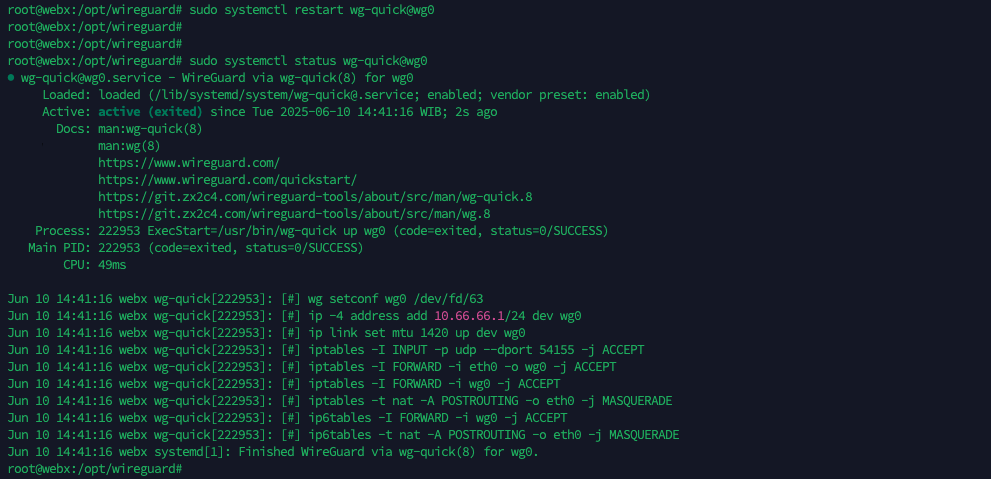 root@webx:/opt/wireguard# sudo systemctl restart wg-quick@wg0
root@webx:/opt/wireguard#
root@webx:/opt/wireguard#
root@webx:/opt/wireguard# sudo systemctl status wg-quick@wg0
● wg-quick@wg0.service - WireGuard via wg-quick(8) for wg0
Loaded: loaded (/lib/systemd/system/wg-quick@.service; enabled; vendor preset: enabled)
Active: active (exited) since Tue 2025-06-10 14:41:16 WIB; 2s ago
Docs: man:wg-quick(8)
man:wg(8)
https://www.wireguard.com/
https://www.wireguard.com/quickstart/
https://git.zx2c4.com/wireguard-tools/about/src/man/wg-quick.8
https://git.zx2c4.com/wireguard-tools/about/src/man/wg.8
Process: 222953 ExecStart=/usr/bin/wg-quick up wg0 (code=exited, status=0/SUCCESS)
Main PID: 222953 (code=exited, status=0/SUCCESS)
CPU: 49ms
Jun 10 14:41:16 webx wg-quick[222953]: [#] wg setconf wg0 /dev/fd/63
Jun 10 14:41:16 webx wg-quick[222953]: [#] ip -4 address add 10.66.66.1/24 dev wg0
Jun 10 14:41:16 webx wg-quick[222953]: [#] ip link set mtu 1420 up dev wg0
Jun 10 14:41:16 webx wg-quick[222953]: [#] iptables -I INPUT -p udp --dport 54155 -j ACCEPT
Jun 10 14:41:16 webx wg-quick[222953]: [#] iptables -I FORWARD -i eth0 -o wg0 -j ACCEPT
Jun 10 14:41:16 webx wg-quick[222953]: [#] iptables -I FORWARD -i wg0 -j ACCEPT
Jun 10 14:41:16 webx wg-quick[222953]: [#] iptables -t nat -A POSTROUTING -o eth0 -j MASQUERADE
Jun 10 14:41:16 webx wg-quick[222953]: [#] ip6tables -I FORWARD -i wg0 -j ACCEPT
Jun 10 14:41:16 webx wg-quick[222953]: [#] ip6tables -t nat -A POSTROUTING -o eth0 -j MASQUERADE
Jun 10 14:41:16 webx systemd[1]: Finished WireGuard via wg-quick(8) for wg0.
root@webx:/opt/wireguard#